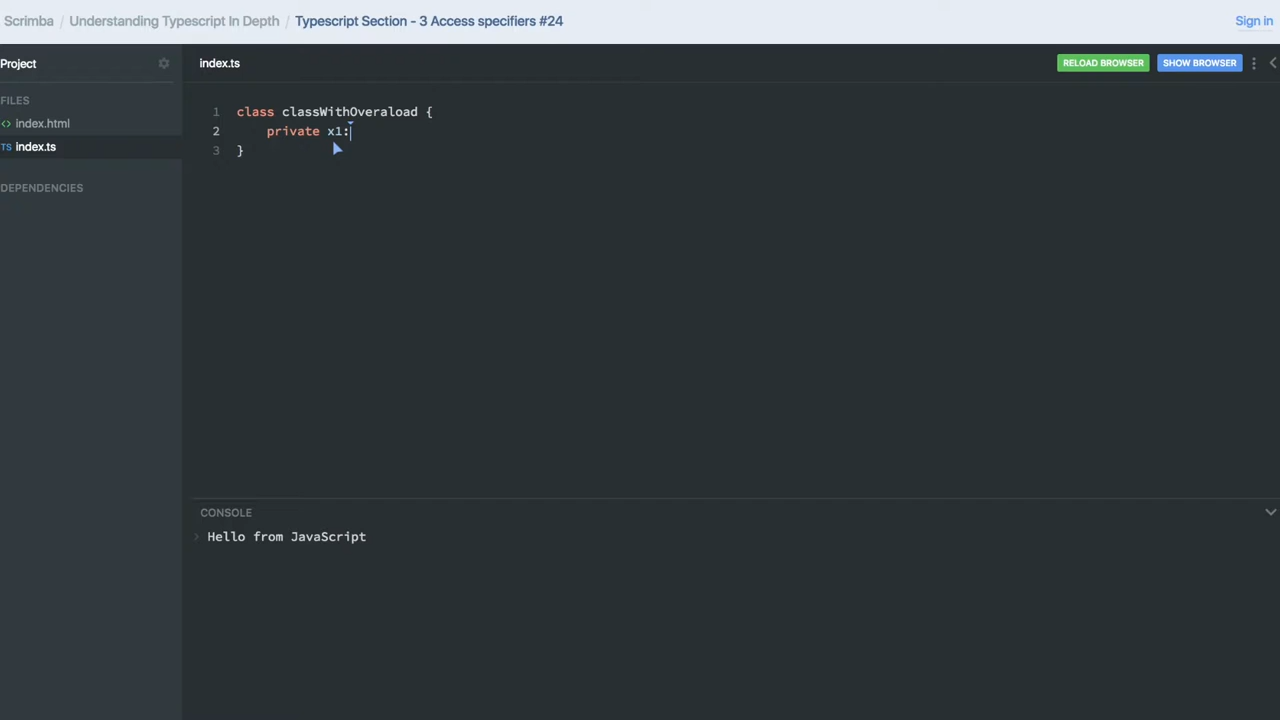 Scrimba / Understanding Typescript In Depth / Typescript Section - 3 Access specifiers #24
Sign in
Project
index.ts
RELOAD BROWSER
SHOW BROWSER
FILES
<> index.html
TS index.ts
DEPENDENCIES
1 class classWithOveraload {
2 private x1:
3 }
CONSOLE
> Hello from JavaScript